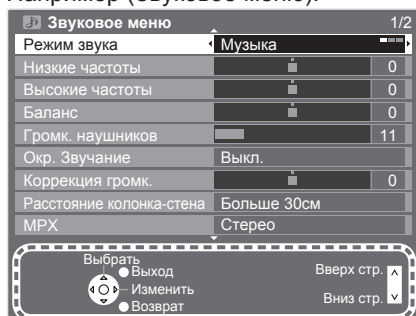 Например (Звуковое меню):
Звуковое меню 1/2
Режим звука Музыка
Низкие частоты 0
Высокие частоты 0
Баланс 0
Громк. наушников 11
Окр. Звучание Выкл.
Коррекция громк. 0
Расстояние колонка-стена Больше 30см
MPX Стерео
Выбрать
Выход
Изменить
Возврат
Вверх стр.
Вниз стр.